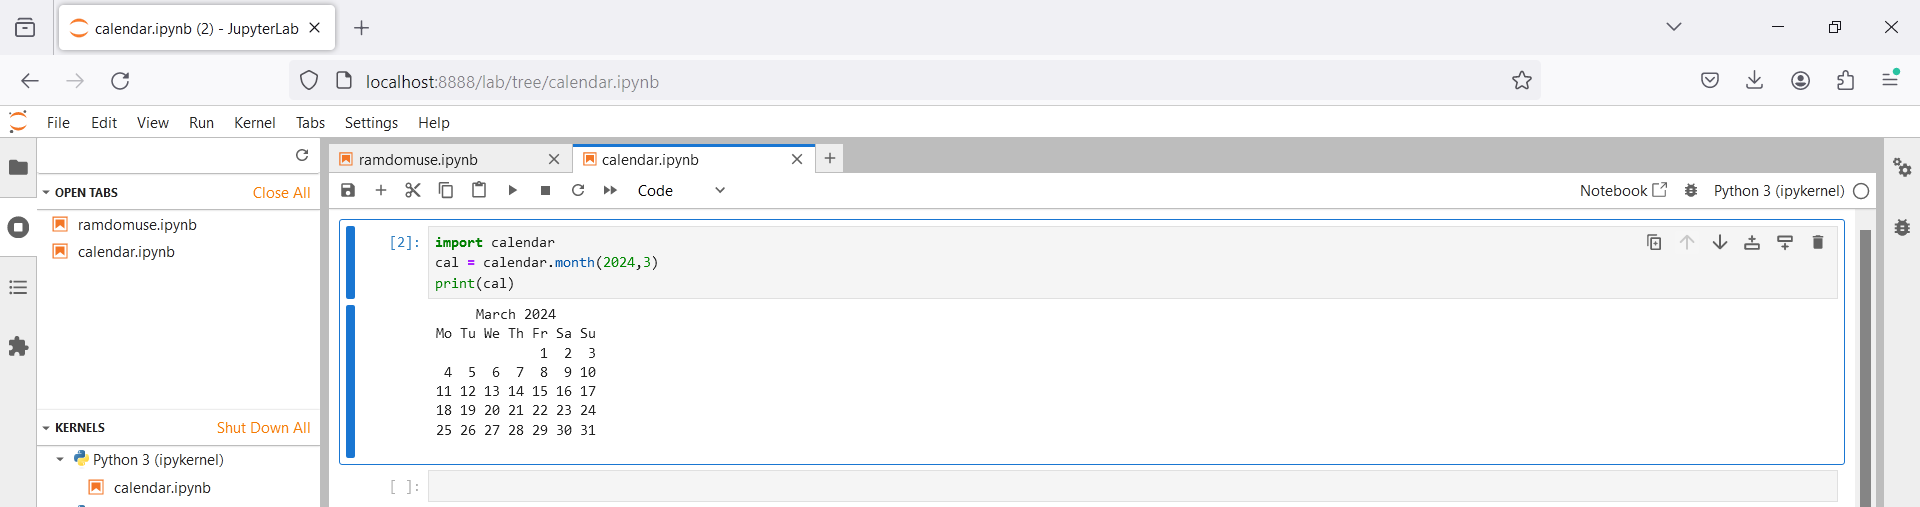 calendar.ipynb (2) - JupyterLab
localhost:8888/lab/tree/calendar.ipynb
File Edit View Run Kernel Tabs Settings Help
OPEN TABS Close All
ramdomuse.ipynb
calendar.ipynb
KERNELS Shut Down All
Python 3 (ipykernel)
calendar.ipynb
ramdomuse.ipynb calendar.ipynb
Code Notebook Python 3 (ipykernel)
[2]: import calendar
cal = calendar.month(2024,3)
print(cal)
March 2024
Mo Tu We Th Fr Sa Su
1 2 3
4 5 6 7 8 9 10
11 12 13 14 15 16 17
18 19 20 21 22 23 24
25 26 27 28 29 30 31
[ ]: